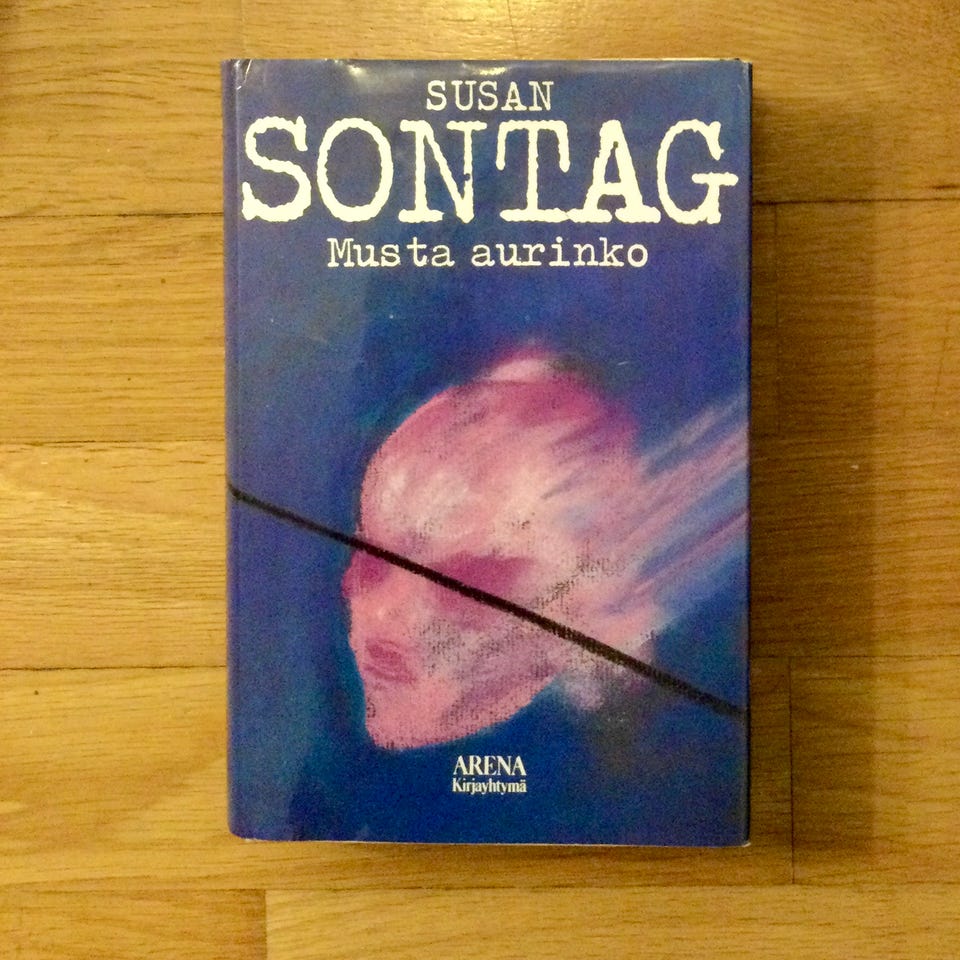 SUSAN
SONTAG
Musta aurinko
ARENA
Kirjayhtymä